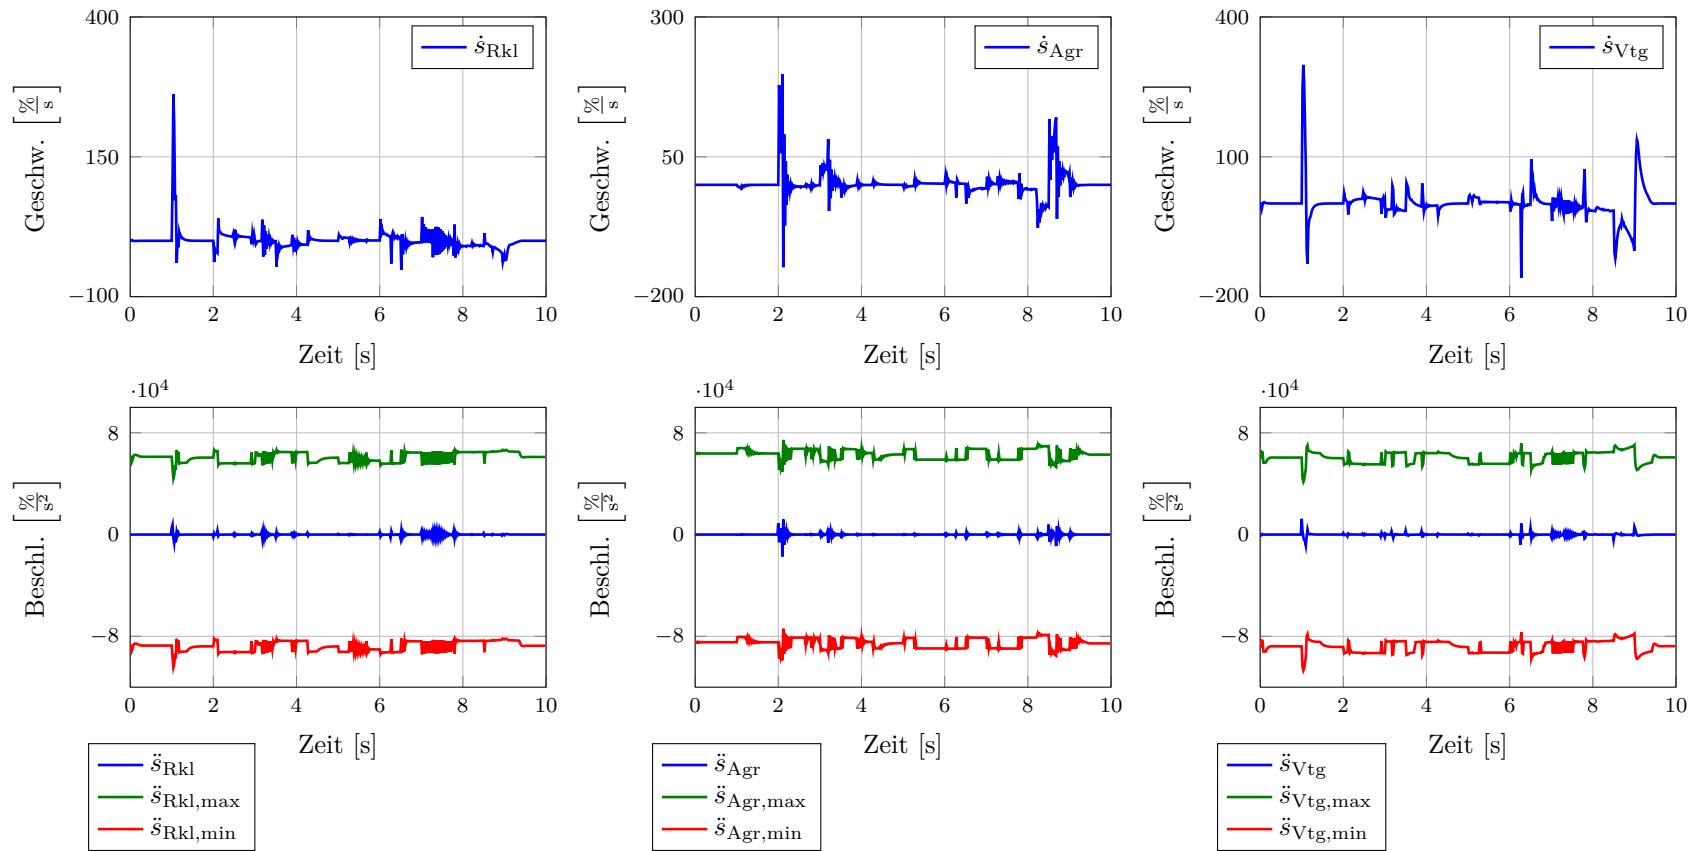 400
150
−100
0 2 4 6 8 10
Zeit [s]
Geschw. [%/s]
ṡRkl
300
50
−200
0 2 4 6 8 10
Zeit [s]
Geschw. [%/s]
ṡAgr
400
100
−200
0 2 4 6 8 10
Zeit [s]
Geschw. [%/s]
ṡVtg
·10⁴
8
0
−8
0 2 4 6 8 10
Zeit [s]
Beschl. [%/s²]
s̈Rkl
s̈Rkl,max
s̈Rkl,min
·10⁴
8
0
−8
0 2 4 6 8 10
Zeit [s]
Beschl. [%/s²]
s̈Agr
s̈Agr,max
s̈Agr,min
·10⁴
8
0
−8
0 2 4 6 8 10
Zeit [s]
Beschl. [%/s²]
s̈Vtg
s̈Vtg,max
s̈Vtg,min